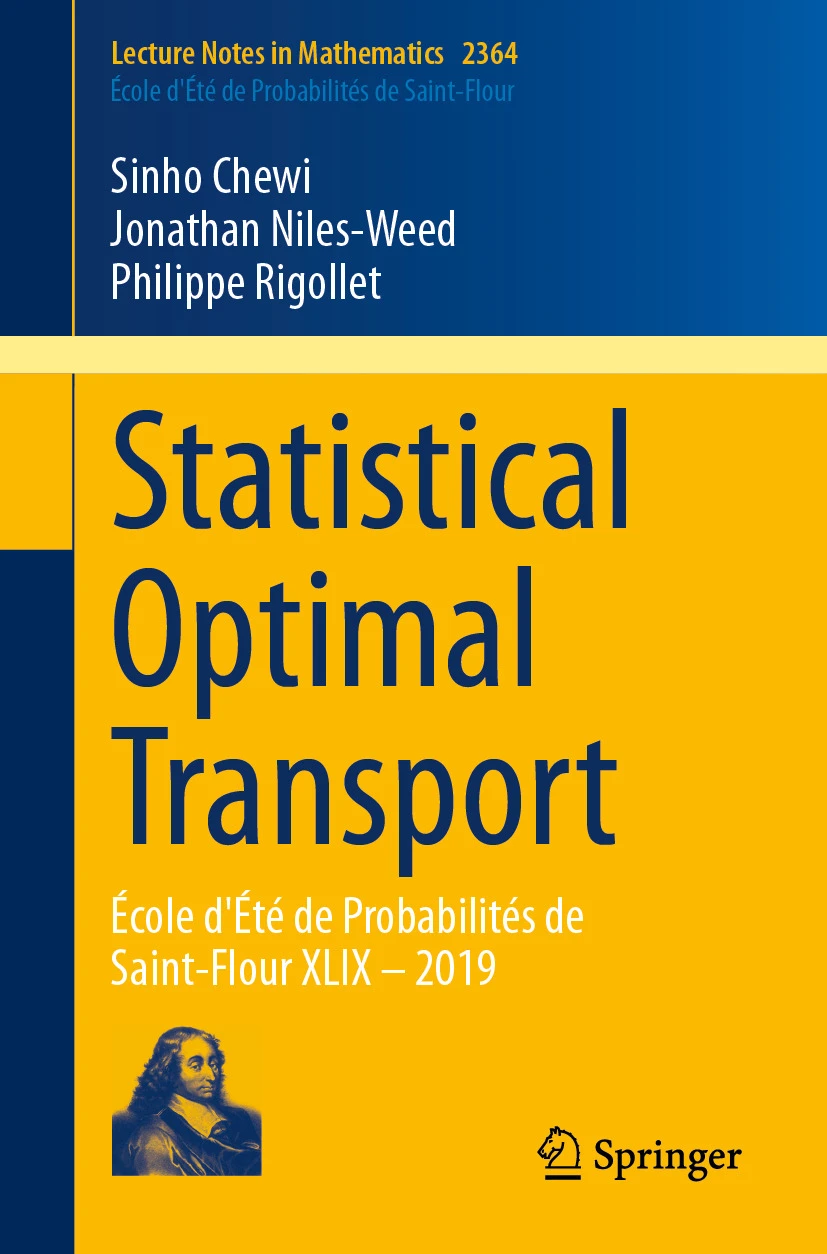 Lecture Notes in Mathematics 2364
École d'Été de Probabilités de Saint-Flour
Sinho Chewi
Jonathan Niles-Weed
Philippe Rigollet
Statistical
Optimal
Transport
École d'Été de Probabilités de
Saint-Flour XLIX – 2019
Springer